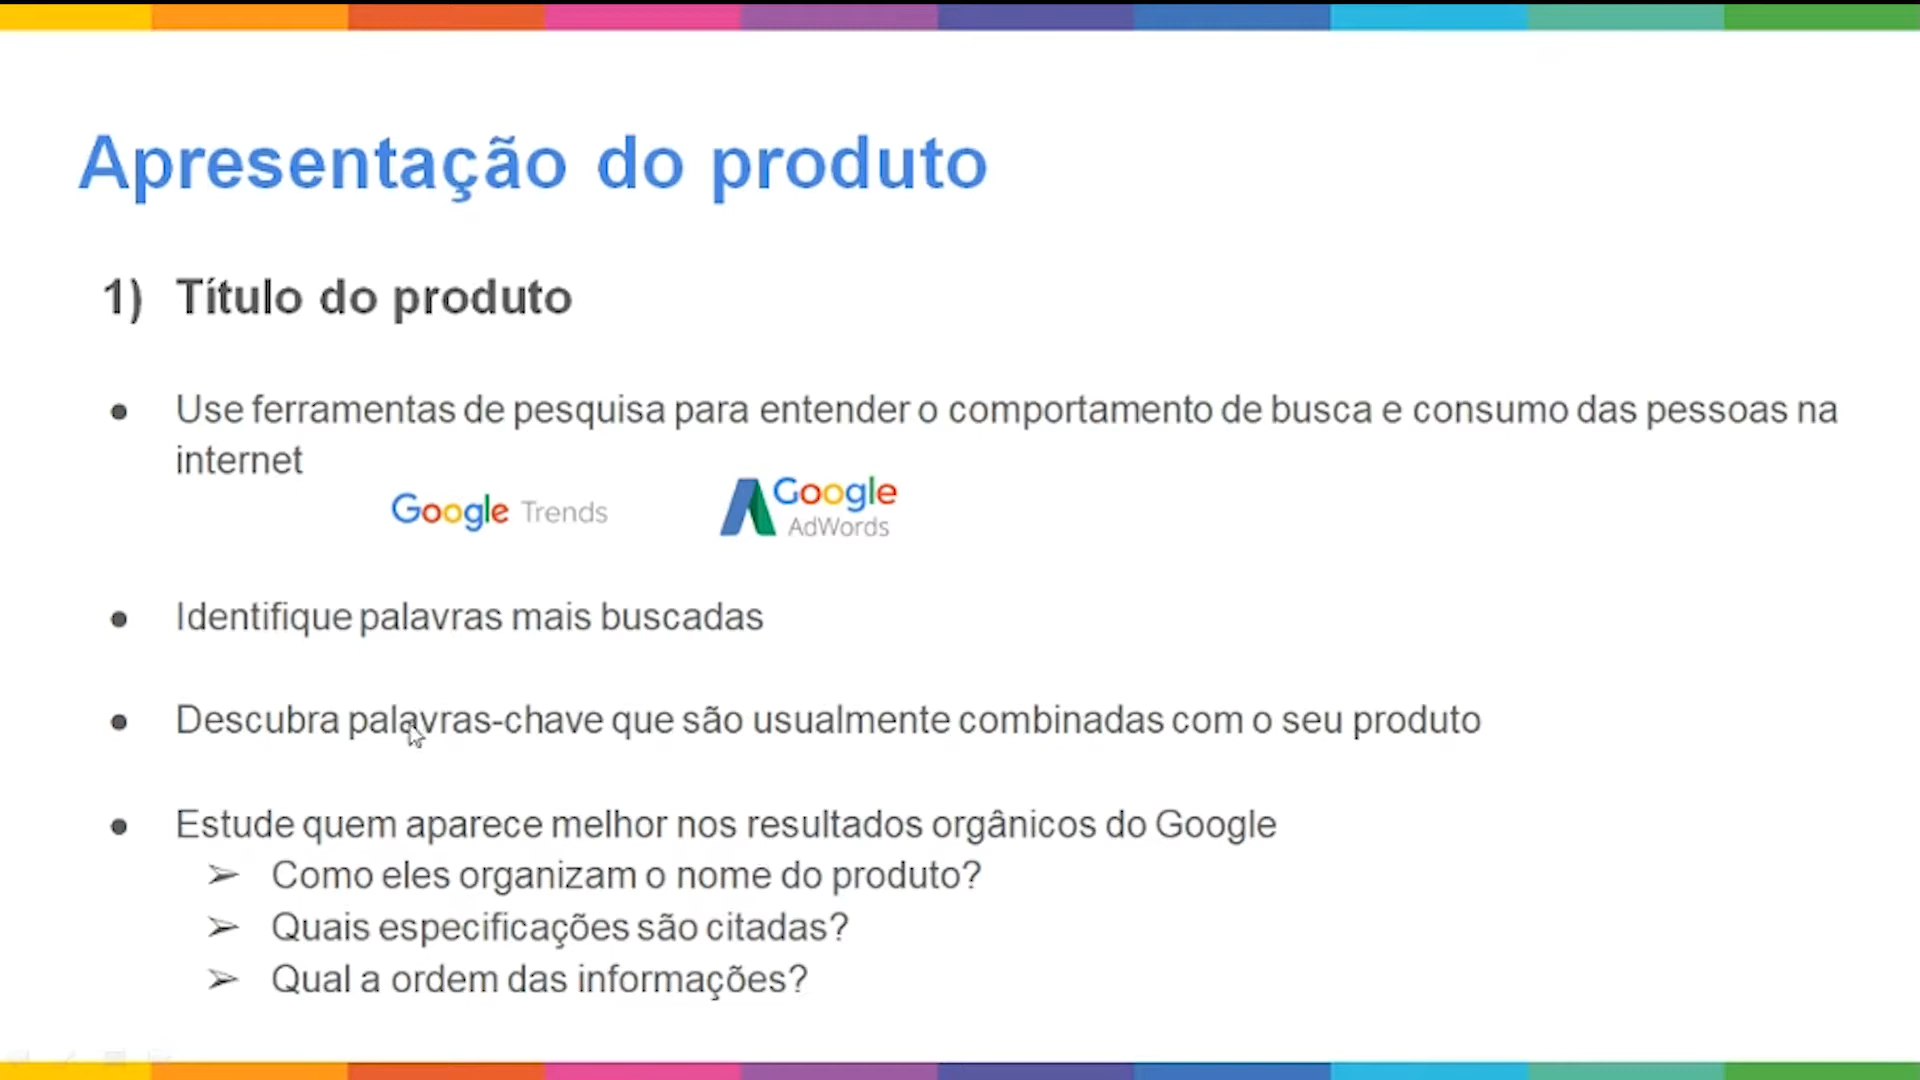 Apresentação do produto
1) Título do produto
● Use ferramentas de pesquisa para entender o comportamento de busca e consumo das pessoas na
internet
Google Trends
Google
AdWords
● Identifique palavras mais buscadas
● Descubra palavras-chave que são usualmente combinadas com o seu produto
● Estude quem aparece melhor nos resultados orgânicos do Google
➢ Como eles organizam o nome do produto?
➢ Quais especificações são citadas?
➢ Qual a ordem das informações?